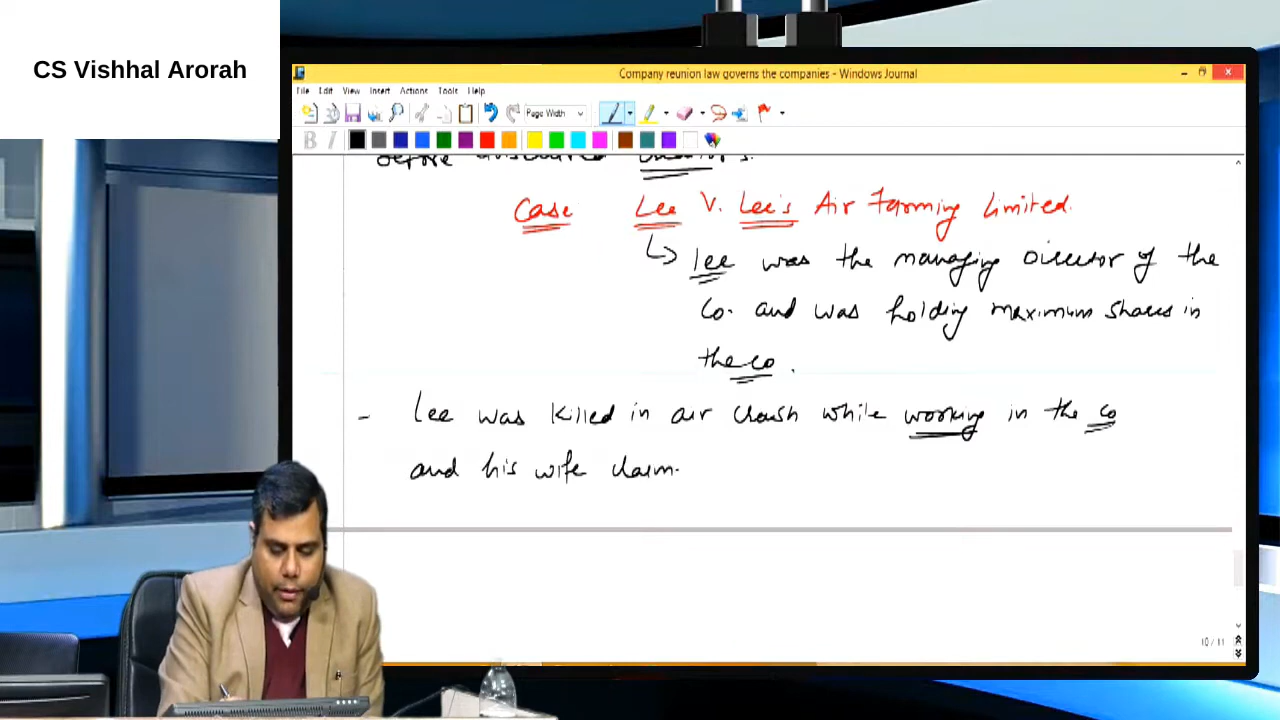 CS Vishhal Arorah
Company reunion law governs the companies - Windows Journal
File Edit View Insert Actions Tools Help
Page Width
B I
before
Case Lee V. Lee's Air Farming Limited.
Lee was the managing Director of the
Co. and was holding maximum shares in
the co.
- Lee was killed in air crash while working in the co
and his wife claim.
10 / 11